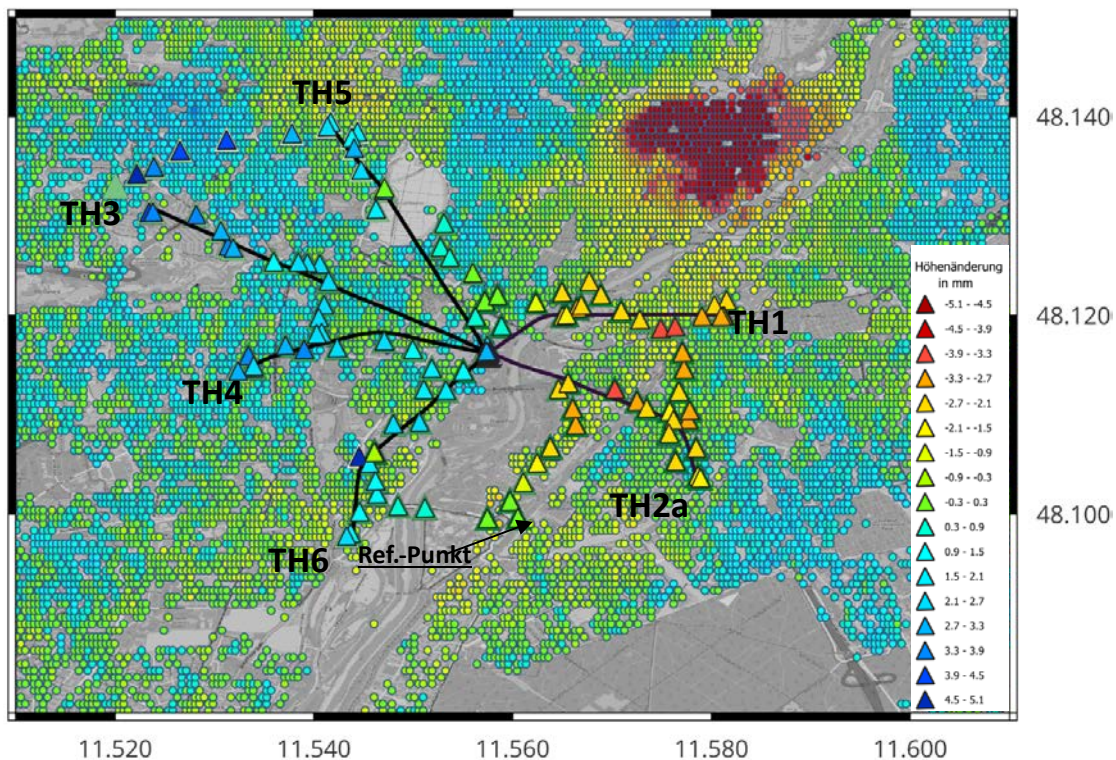 TH5
48.140
TH3
Höhenänderung
in mm
-5.1 - -4.5
-4.5 - -3.9
-3.9 - -3.3
-3.3 - -2.7
-2.7 - -2.1
-2.1 - -1.5
-1.5 - -0.9
-0.9 - -0.3
-0.3 - 0.3
0.3 - 0.9
0.9 - 1.5
1.5 - 2.1
2.1 - 2.7
2.7 - 3.3
3.3 - 3.9
3.9 - 4.5
4.5 - 5.1
TH1
48.120
TH4
TH2a
48.100
TH6
Ref.-Punkt
11.520
11.540
11.560
11.580
11.600